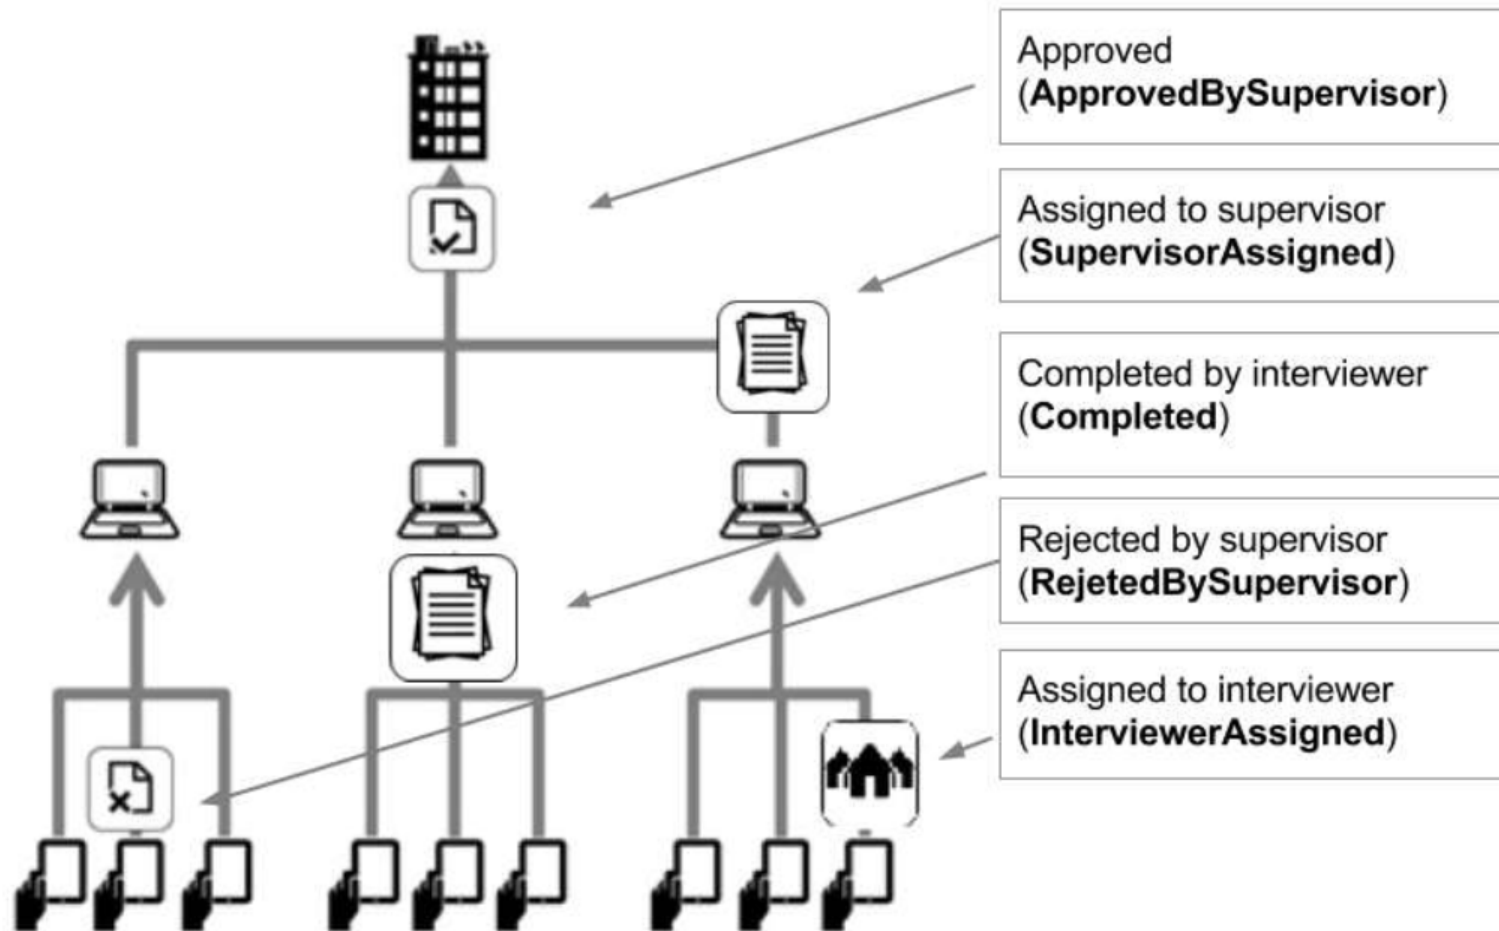 Approved
(ApprovedBySupervisor)
Assigned to supervisor
(SupervisorAssigned)
Completed by interviewer
(Completed)
Rejected by supervisor
(RejetedBySupervisor)
Assigned to interviewer
(InterviewerAssigned)